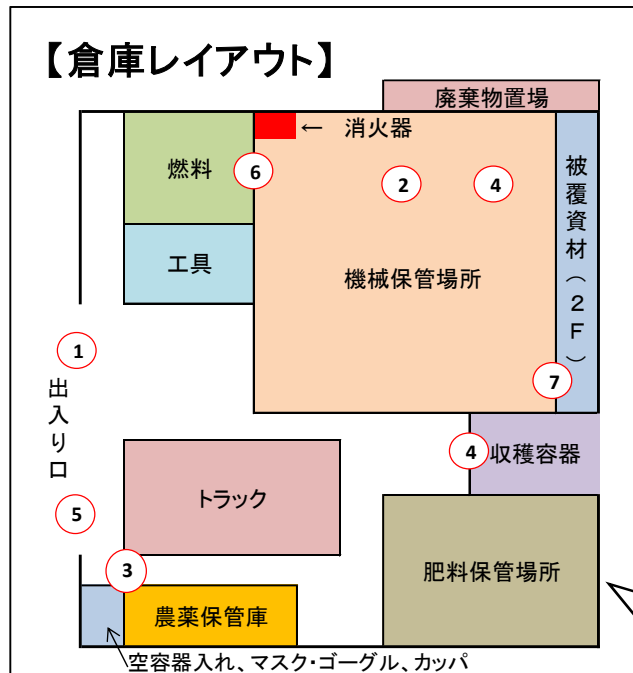 【倉庫レイアウト】
廃棄物置場
← 消火器
燃料
6
2
4
被覆資材(2F)
工具
機械保管場所
1
7
出入り口
4
収穫容器
トラック
5
3
肥料保管場所
農薬保管庫
空容器入れ、マスク・ゴーグル、カッパ